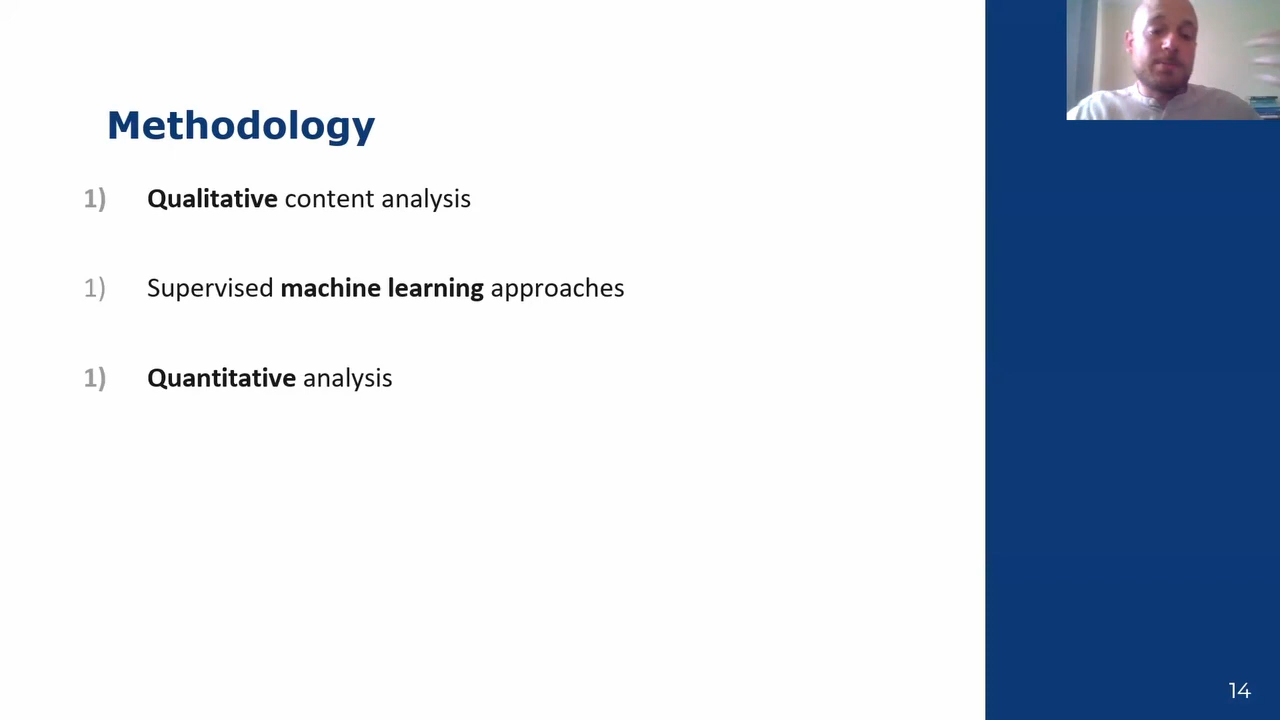 Methodology
1) Qualitative content analysis
1) Supervised machine learning approaches
1) Quantitative analysis
14